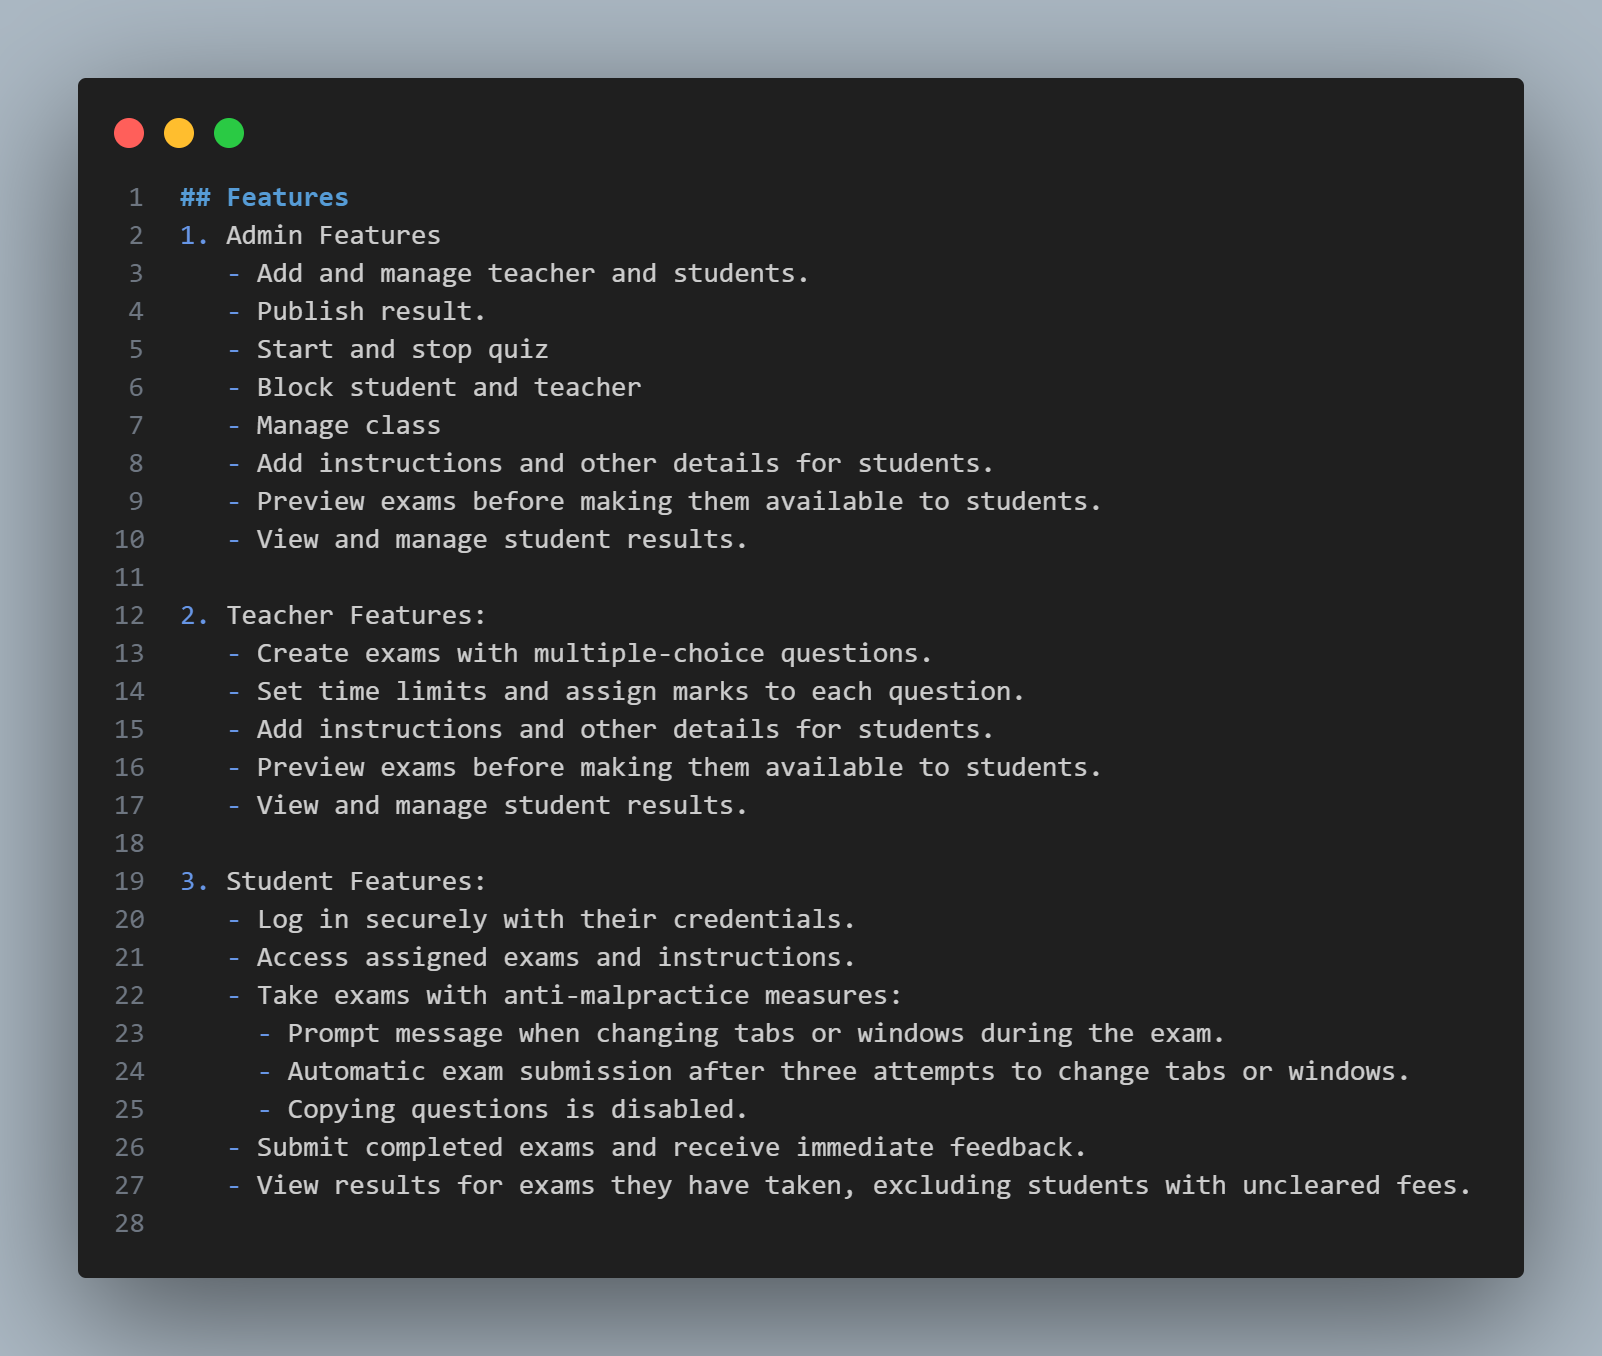 1 ## Features
2 1. Admin Features
3 - Add and manage teacher and students.
4 - Publish result.
5 - Start and stop quiz
6 - Block student and teacher
7 - Manage class
8 - Add instructions and other details for students.
9 - Preview exams before making them available to students.
10 - View and manage student results.
11
12 2. Teacher Features:
13 - Create exams with multiple-choice questions.
14 - Set time limits and assign marks to each question.
15 - Add instructions and other details for students.
16 - Preview exams before making them available to students.
17 - View and manage student results.
18
19 3. Student Features:
20 - Log in securely with their credentials.
21 - Access assigned exams and instructions.
22 - Take exams with anti-malpractice measures:
23 - Prompt message when changing tabs or windows during the exam.
24 - Automatic exam submission after three attempts to change tabs or windows.
25 - Copying questions is disabled.
26 - Submit completed exams and receive immediate feedback.
27 - View results for exams they have taken, excluding students with uncleared fees.
28